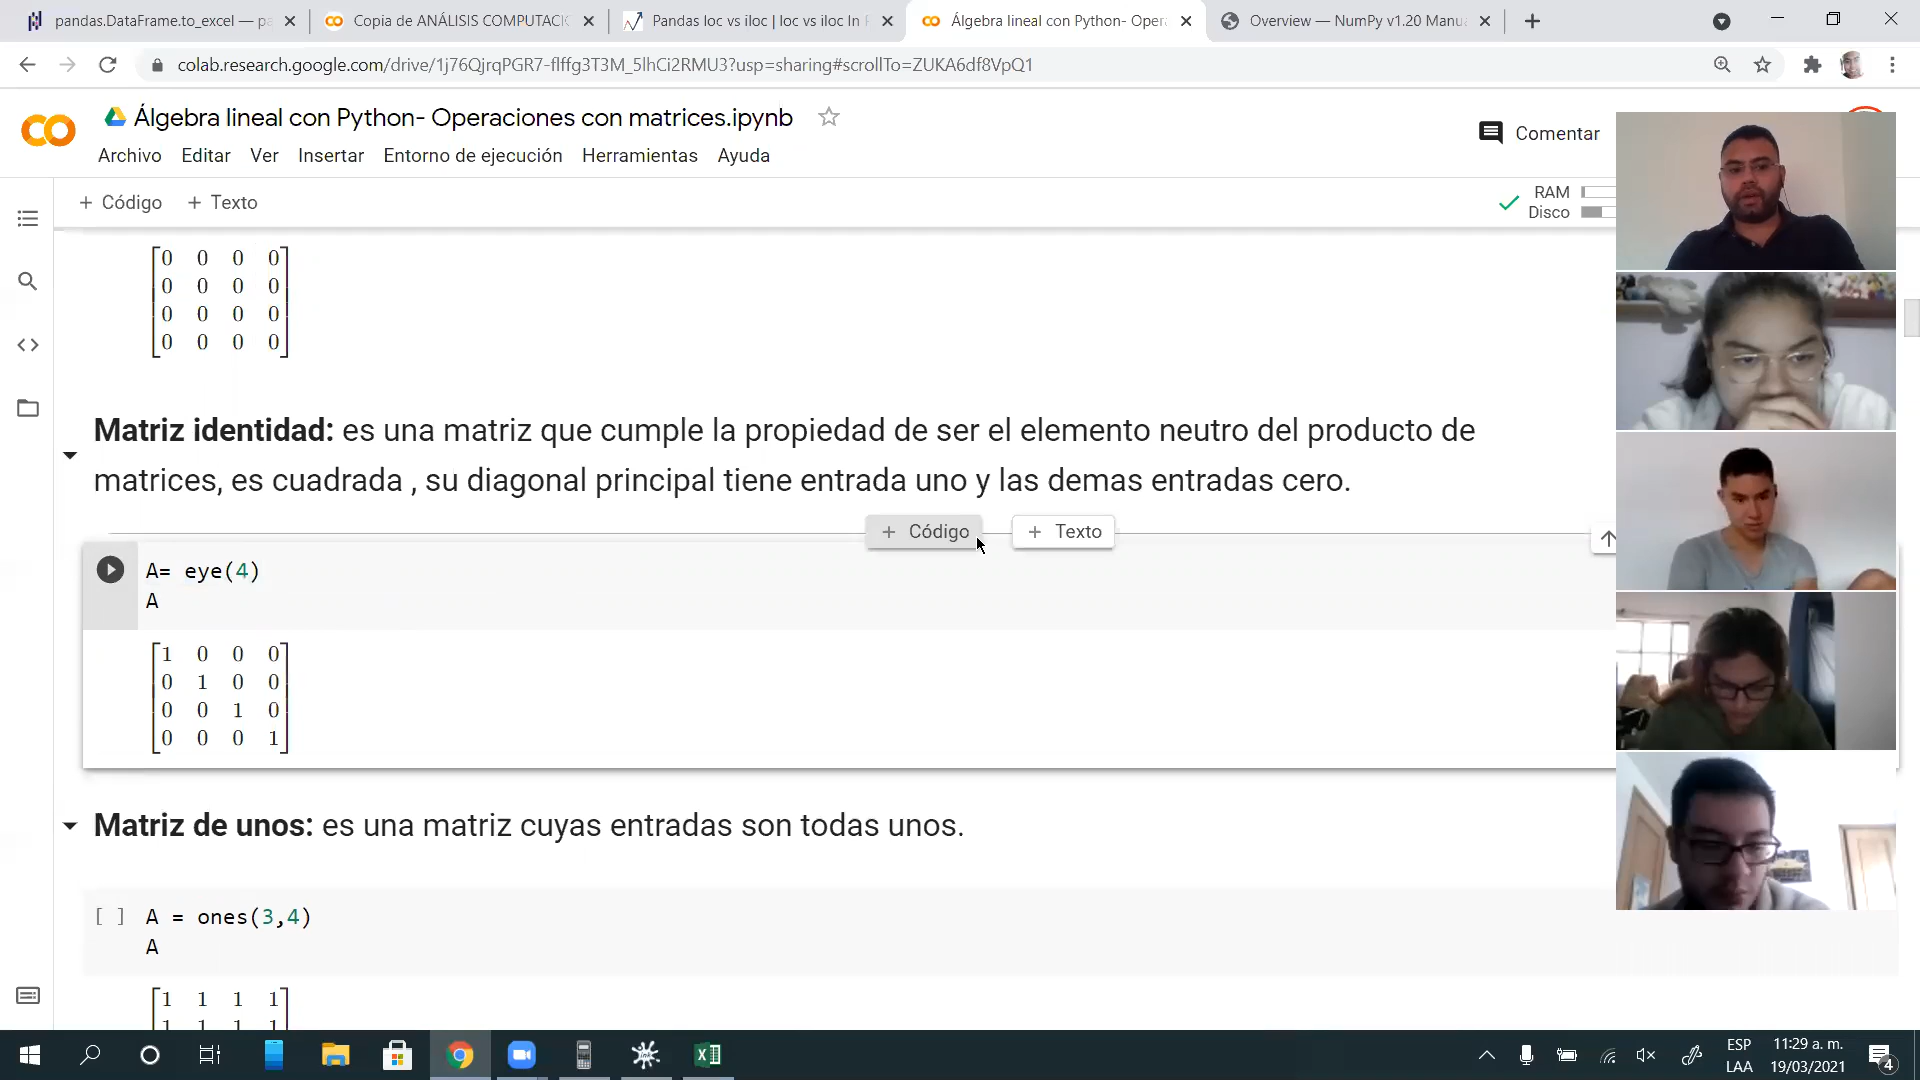 pandas.DataFrame.to_excel — pa
Copia de ANÁLISIS COMPUTACI
Pandas loc vs iloc | loc vs iloc In P
Álgebra lineal con Python- Opera
Overview — NumPy v1.20 Manua
colab.research.google.com/drive/1j76QjrqPGR7-flffg3T3M_5lhCi2RMU3?usp=sharing#scrollTo=ZUKA6df8VpQ1
Álgebra lineal con Python- Operaciones con matrices.ipynb
Comentar
Archivo Editar Ver Insertar Entorno de ejecución Herramientas Ayuda
+ Código + Texto
RAM
Disco
0 0 0 0
0 0 0 0
0 0 0 0
0 0 0 0
Matriz identidad: es una matriz que cumple la propiedad de ser el elemento neutro del producto de
matrices, es cuadrada , su diagonal principal tiene entrada uno y las demas entradas cero.
+ Código + Texto
A= eye(4)
A
1 0 0 0
0 1 0 0
0 0 1 0
0 0 0 1
Matriz de unos: es una matriz cuyas entradas son todas unos.
[ ] A = ones(3,4)
A
1 1 1 1
1 1 1 1
ESP
LAA
11:29 a. m.
19/03/2021
4